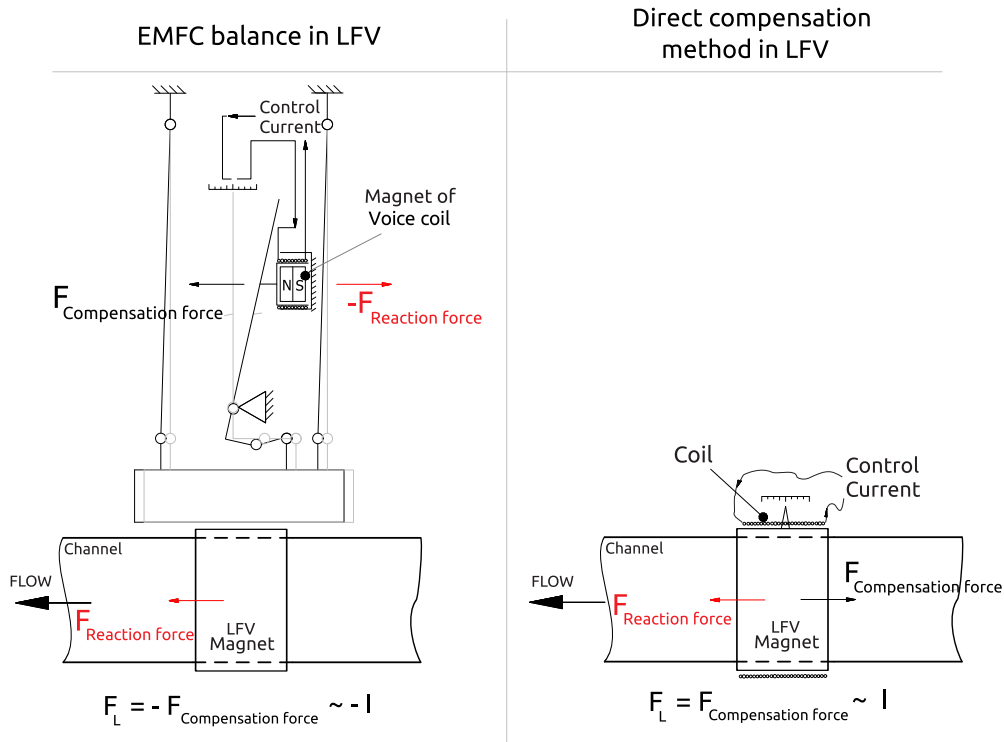 EMFC balance in LFV
Direct compensation
method in LFV
Control
Current
Magnet of
Voice coil
N S
F Compensation force
-F Reaction force
Channel
FLOW
F Reaction force
LFV
Magnet
F L = - F Compensation force ~ - I
Coil
Control
Current
Channel
FLOW
F Reaction force
F Compensation force
LFV
Magnet
F L = F Compensation force ~ I